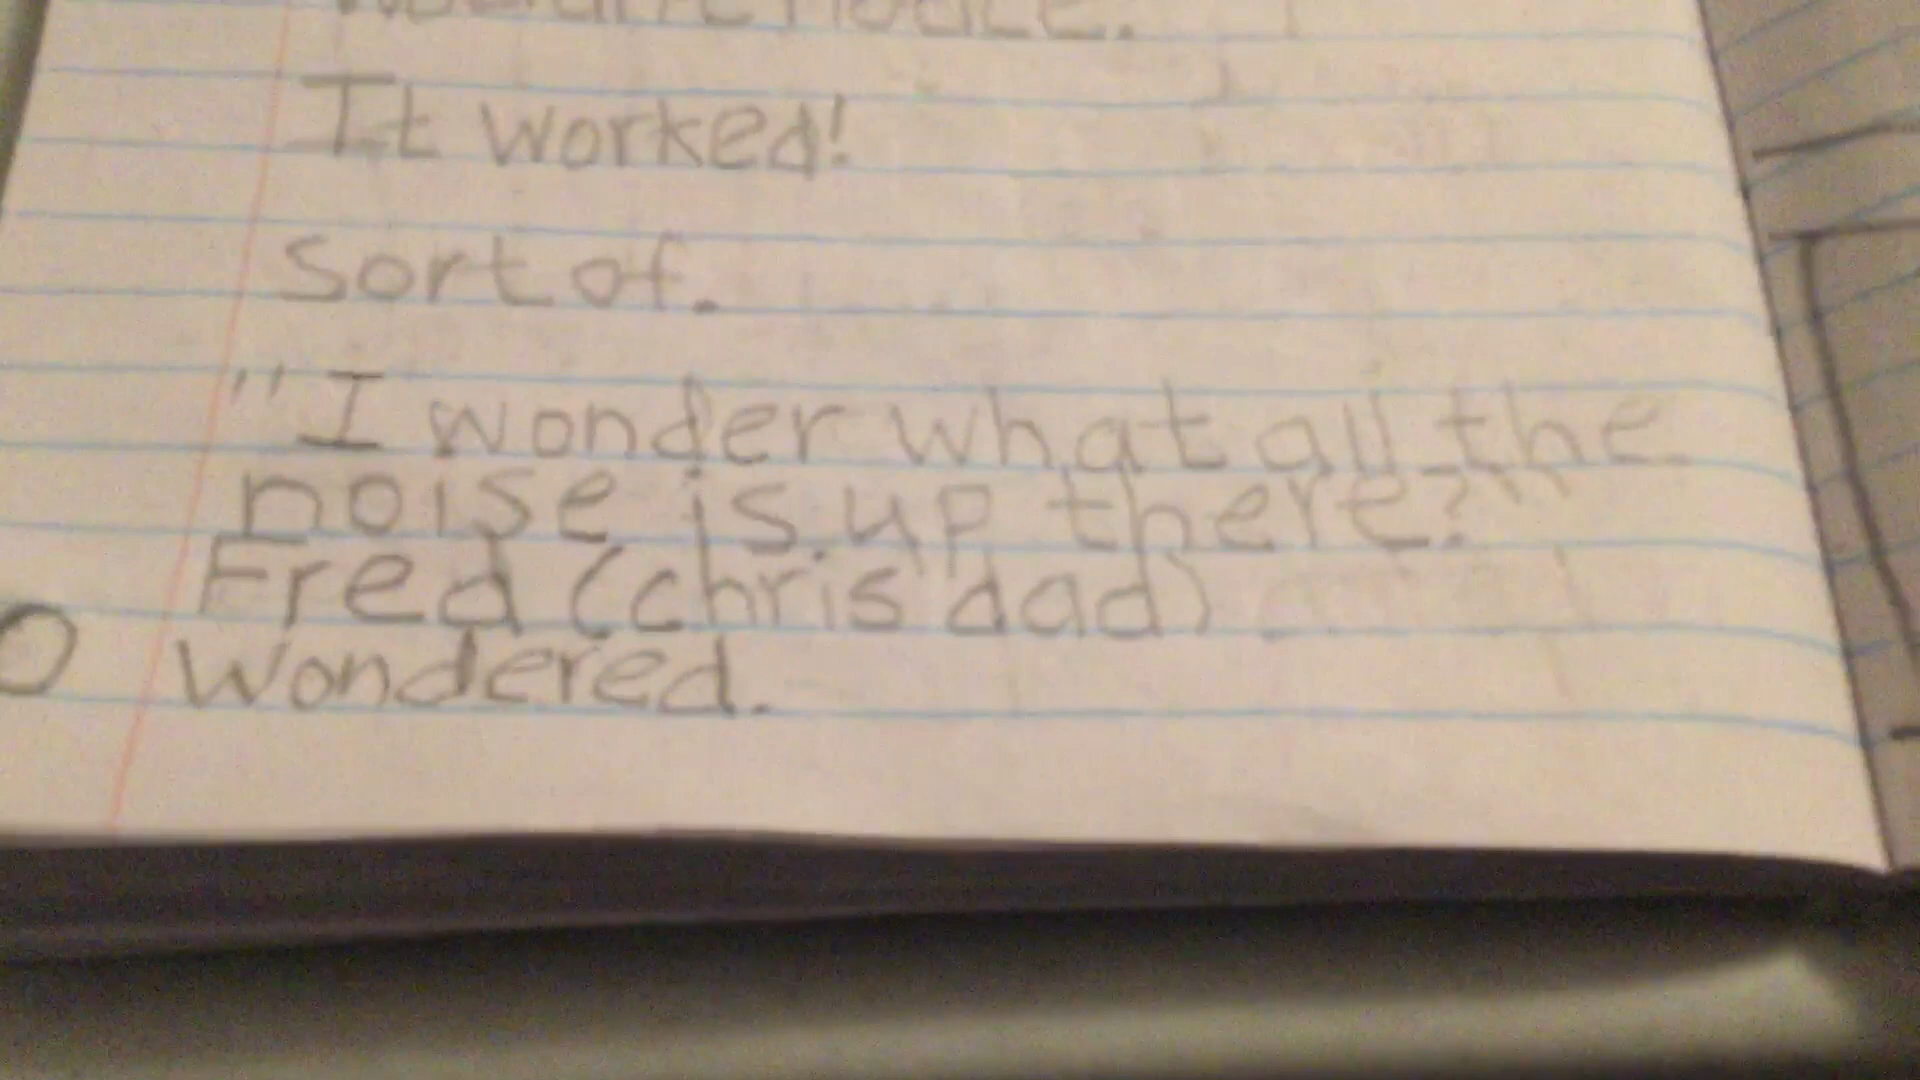 It worked!
Sort of.
"I wonder what all the
noise is up there?"
Fred (chris' dad)
Wondered.